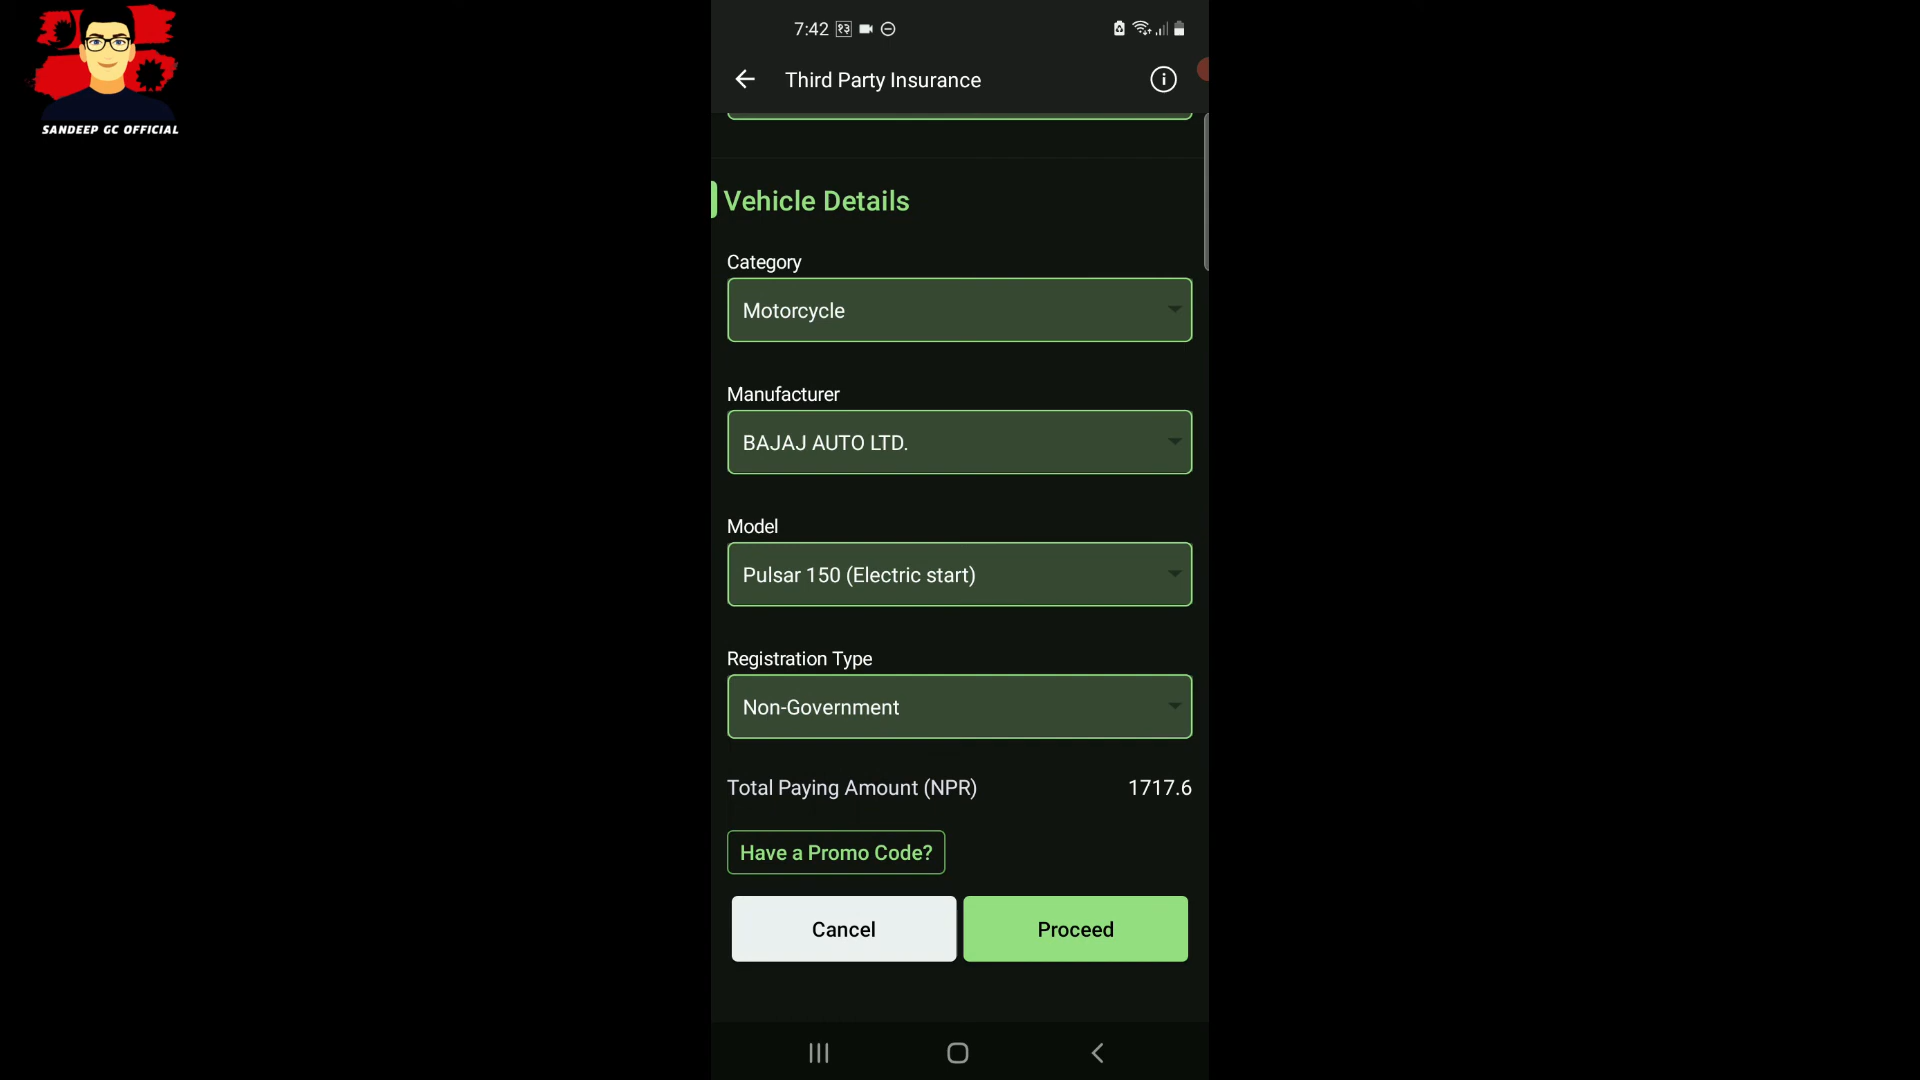 SANDEEP GC OFFICIAL
7:42 १३
Third Party Insurance
Vehicle Details
Category
Motorcycle
Manufacturer
BAJAJ AUTO LTD.
Model
Pulsar 150 (Electric start)
Registration Type
Non-Government
Total Paying Amount (NPR) 1717.6
Have a Promo Code?
Cancel Proceed